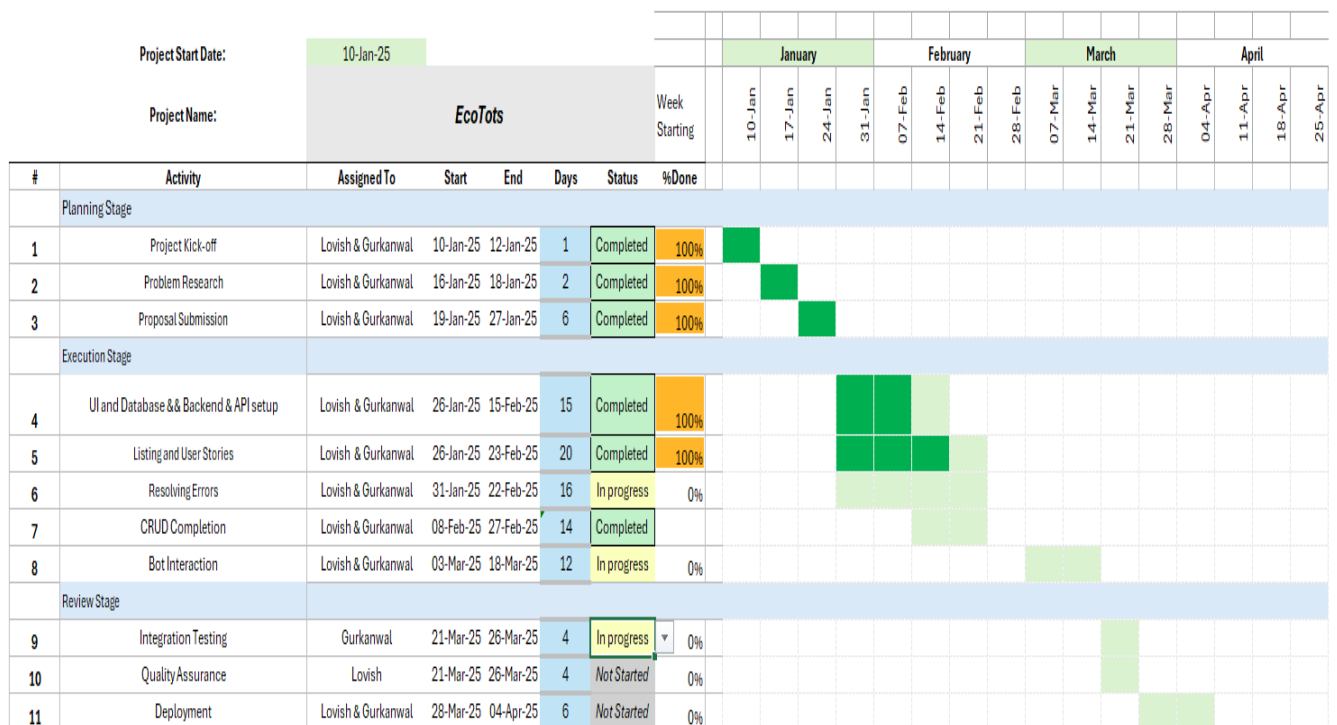 Project Start Date: 10-Jan-25 January February March April
Project Name: EcoTots Week Starting 10-Jan 17-Jan 24-Jan 31-Jan 07-Feb 14-Feb 21-Feb 28-Feb 07-Mar 14-Mar 21-Mar 28-Mar 04-Apr 11-Apr 18-Apr 25-Apr
# Activity Assigned To Start End Days Status %Done
Planning Stage
1 Project Kick-off Lovish & Gurkanwal 10-Jan-25 12-Jan-25 1 Completed 100%
2 Problem Research Lovish & Gurkanwal 16-Jan-25 18-Jan-25 2 Completed 100%
3 Proposal Submission Lovish & Gurkanwal 19-Jan-25 27-Jan-25 6 Completed 100%
Execution Stage
4 UI and Database && Backend & API setup Lovish & Gurkanwal 26-Jan-25 15-Feb-25 15 Completed 100%
5 Listing and User Stories Lovish & Gurkanwal 26-Jan-25 23-Feb-25 20 Completed 100%
6 Resolving Errors Lovish & Gurkanwal 31-Jan-25 22-Feb-25 16 In progress 0%
7 CRUD Completion Lovish & Gurkanwal 08-Feb-25 27-Feb-25 14 Completed
8 Bot Interaction Lovish & Gurkanwal 03-Mar-25 18-Mar-25 12 In progress 0%
Review Stage
9 Integration Testing Gurkanwal 21-Mar-25 26-Mar-25 4 In progress 0%
10 Quality Assurance Lovish 21-Mar-25 26-Mar-25 4 Not Started 0%
11 Deployment Lovish & Gurkanwal 28-Mar-25 04-Apr-25 6 Not Started 0%